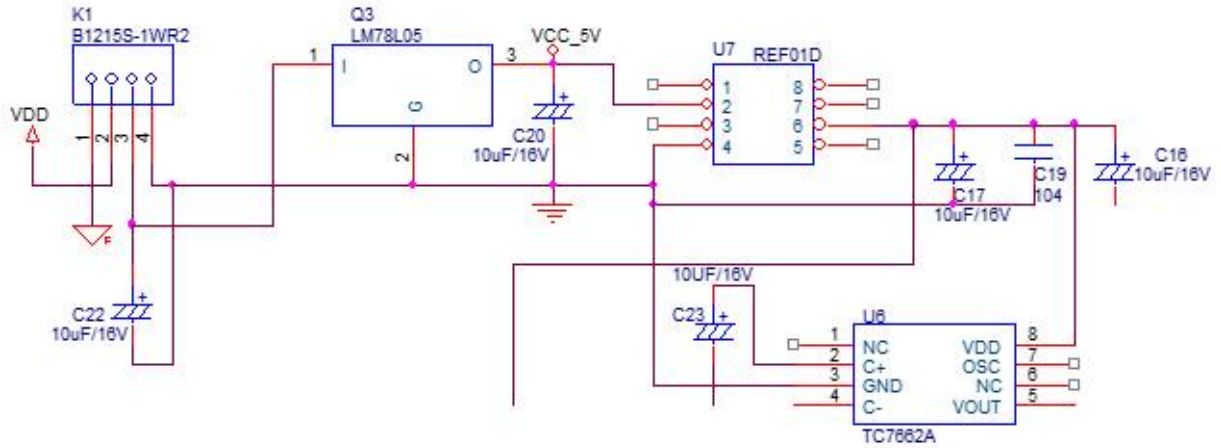 K1
B1215S-1WR2
VDD
1
2
3
4
C22
10uF/16V
F
Q3
LM78L05
1
I
O
3
G
2
VCC_5V
C20
10uF/16V
U7
REF01D
1
2
3
4
8
7
6
5
C17
10uF/16V
C19
104
C16
10uF/16V
10UF/16V
C23
U6
1
2
3
4
NC
C+
GND
C-
VDD
OSC
NC
VOUT
8
7
6
5
TC7662A